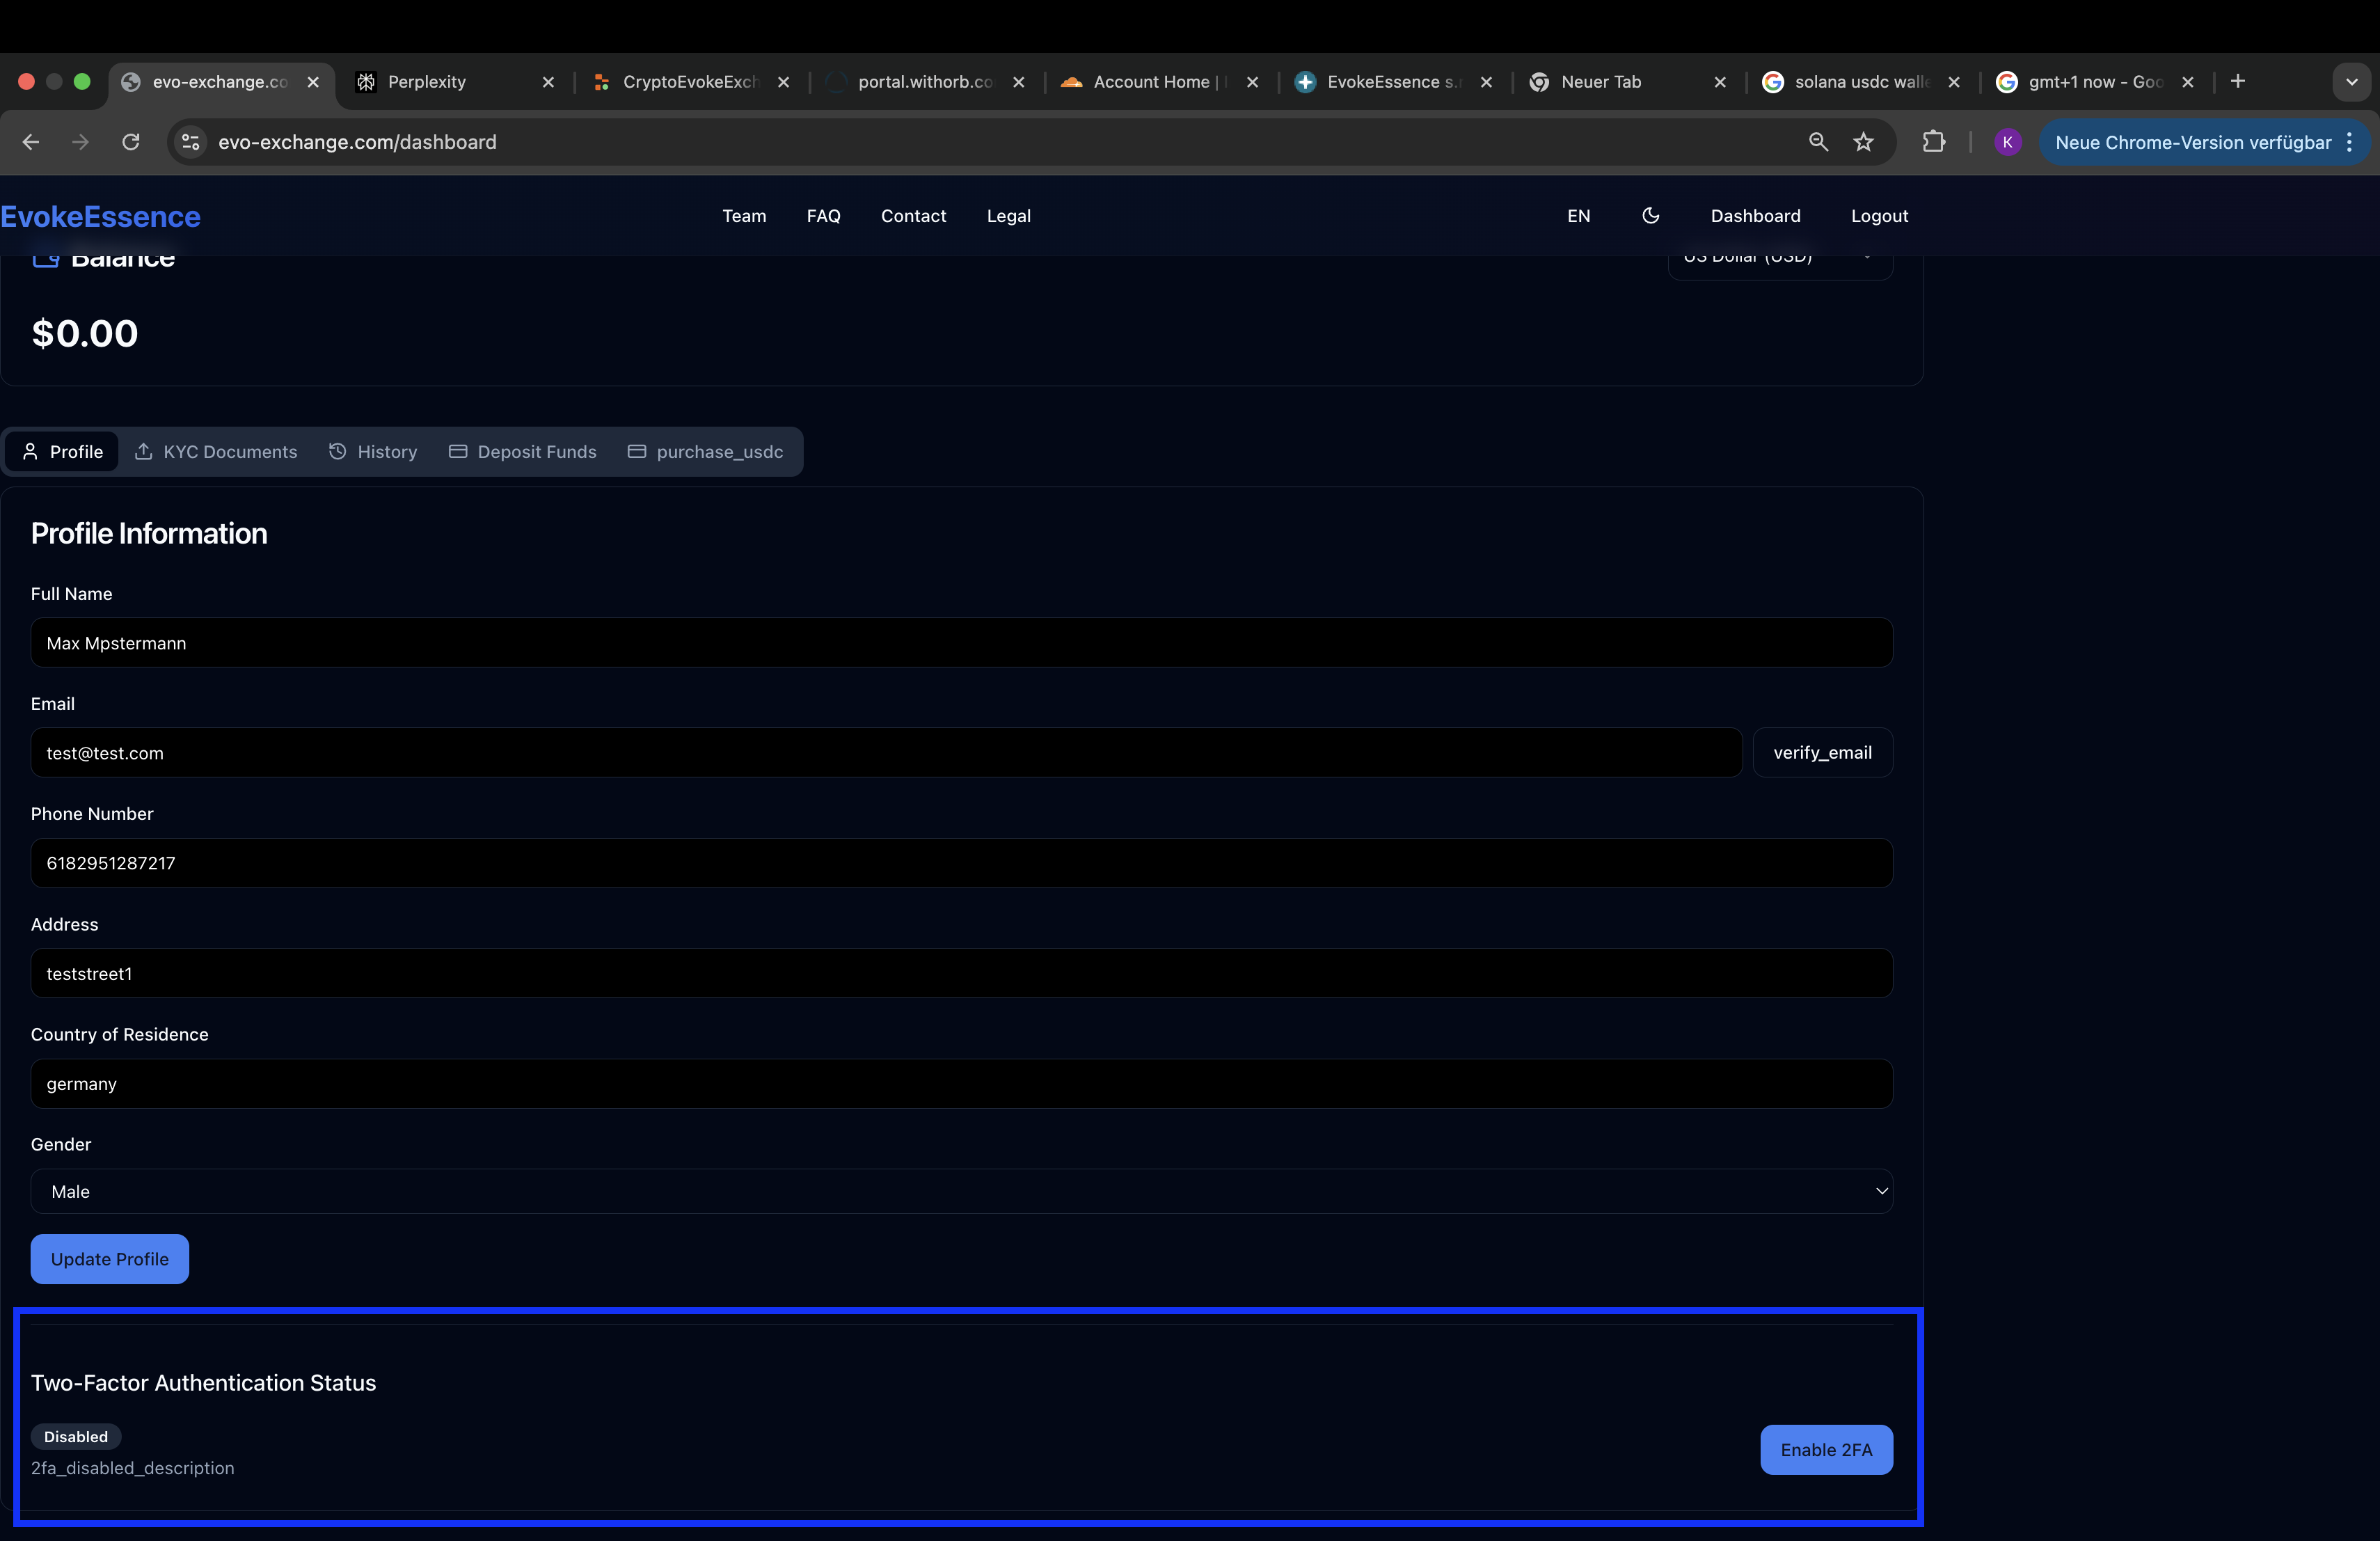 evo-exchange.co
Perplexity
CryptoEvokeExch
portal.withorb.co
Account Home |
EvokeEssence s.r
Neuer Tab
solana usdc walle
gmt+1 now - Goo
evo-exchange.com/dashboard
K
Neue Chrome-Version verfügbar
EvokeEssence
Team
FAQ
Contact
Legal
EN
Dashboard
Logout
Balance
US Dollar (USD)
$0.00
Profile
KYC Documents
History
Deposit Funds
purchase_usdc
Profile Information
Full Name
Max Mpstermann
Email
test@test.com
verify_email
Phone Number
6182951287217
Address
teststreet1
Country of Residence
germany
Gender
Male
Update Profile
Two-Factor Authentication Status
Disabled
2fa_disabled_description
Enable 2FA